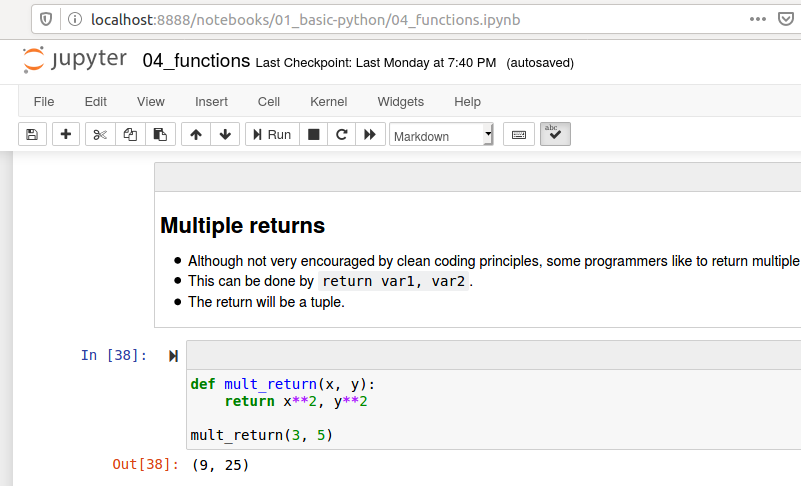 localhost:8888/notebooks/01_basic-python/04_functions.ipynb
jupyter 04_functions Last Checkpoint: Last Monday at 7:40 PM (autosaved)
File Edit View Insert Cell Kernel Widgets Help
Run Markdown abc
Multiple returns
• Although not very encouraged by clean coding principles, some programmers like to return multiple
• This can be done by return var1, var2.
• The return will be a tuple.
In [38]:
def mult_return(x, y):
    return x**2, y**2
mult_return(3, 5)
Out[38]: (9, 25)